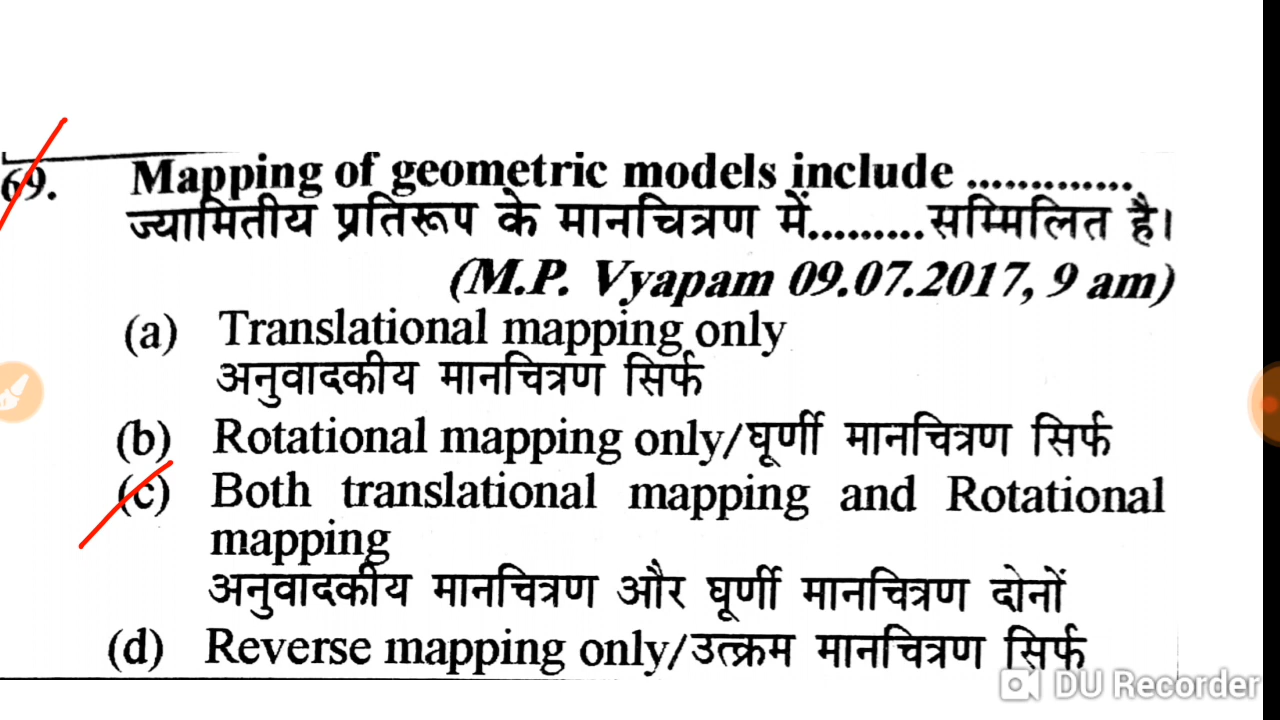 69. Mapping of geometric models include .............
ज्यामितीय प्रतिरूप के मानचित्रण में.........सम्मिलित है।
(M.P. Vyapam 09.07.2017, 9 am)
(a) Translational mapping only
अनुवादकीय मानचित्रण सिर्फ
(b) Rotational mapping only/घूर्णी मानचित्रण सिर्फ
(c) Both translational mapping and Rotational
mapping
अनुवादकीय मानचित्रण और घूर्णी मानचित्रण दोनों
(d) Reverse mapping only/उत्क्रम मानचित्रण सिर्फ
DU Recorder